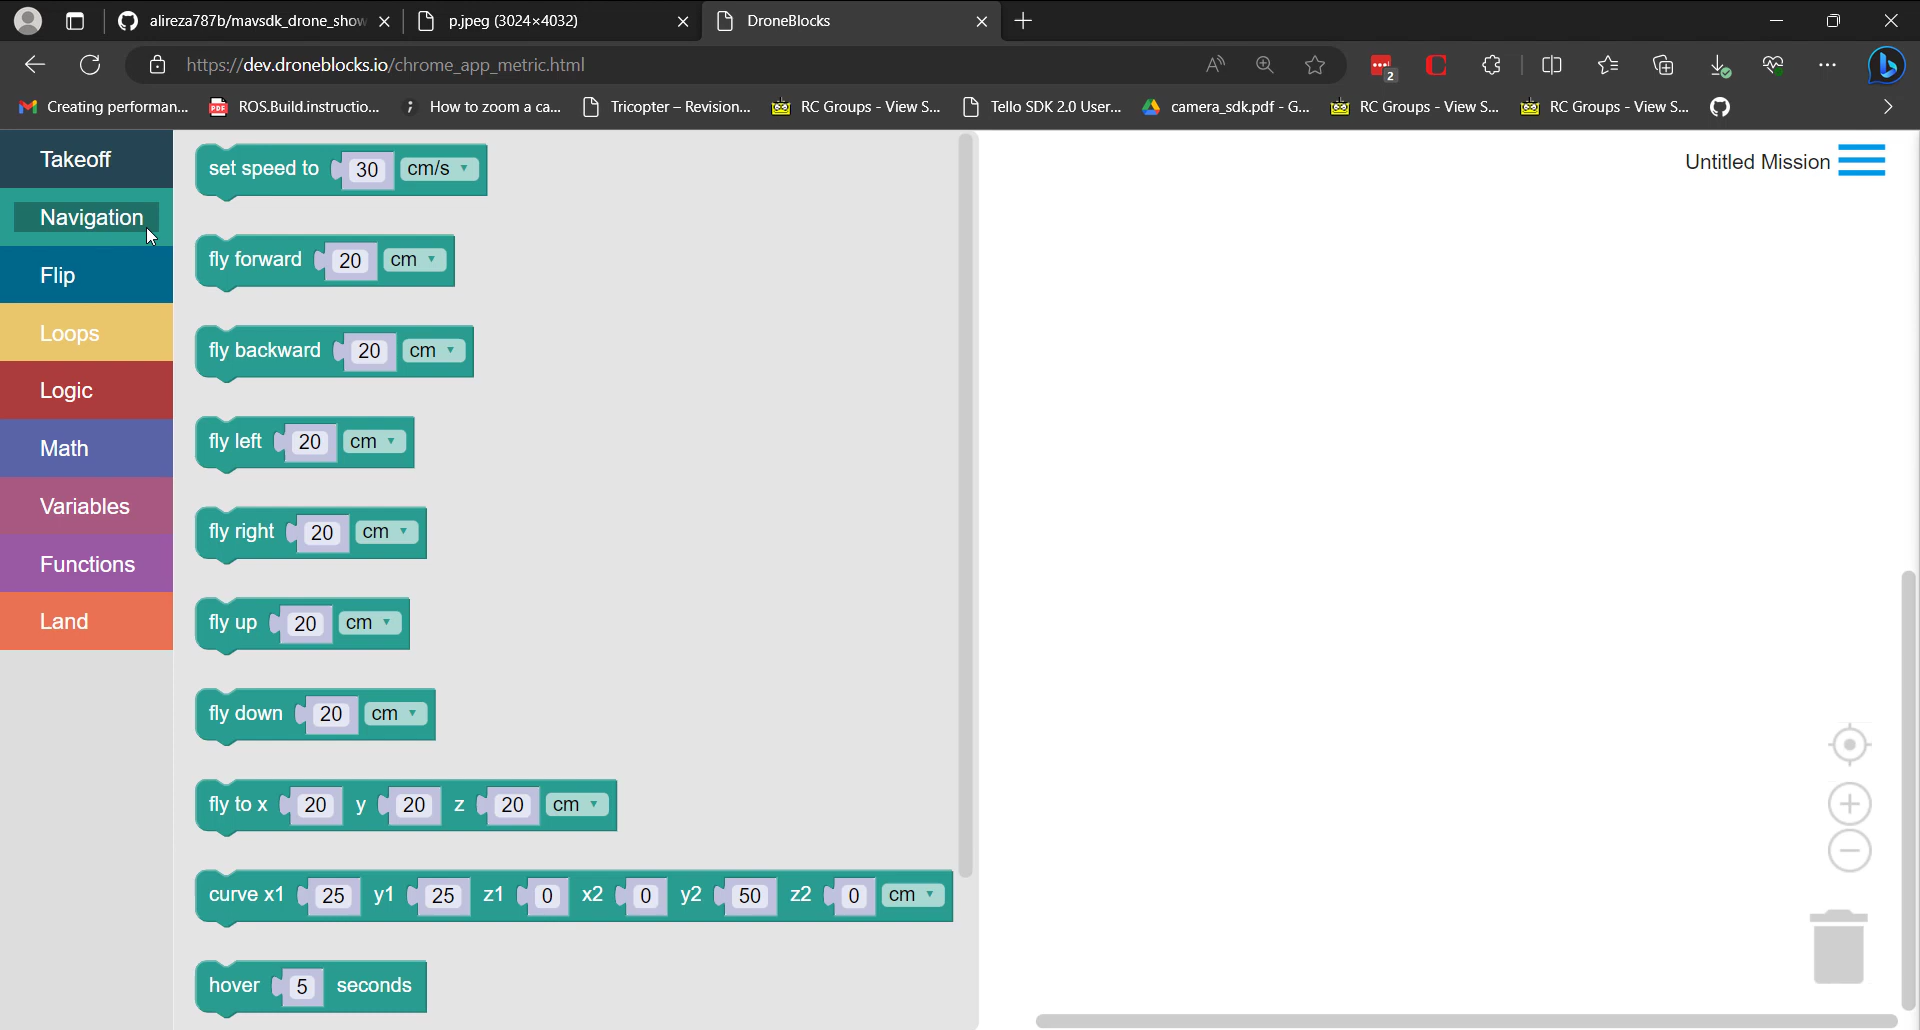 alireza787b/mavsdk_drone_show
p.jpeg (3024×4032)
DroneBlocks
https://dev.droneblocks.io/chrome_app_metric.html
A
2
Creating performan...
ROS.Build.instructio...
How to zoom a ca...
Tricopter – Revision...
RC Groups - View S...
Tello SDK 2.0 User...
camera_sdk.pdf - G...
RC Groups - View S...
RC Groups - View S...
Takeoff
Navigation
Flip
Loops
Logic
Math
Variables
Functions
Land
set speed to 30 cm/s
fly forward 20 cm
fly backward 20 cm
fly left 20 cm
fly right 20 cm
fly up 20 cm
fly down 20 cm
fly to x 20 y 20 z 20 cm
curve x1 25 y1 25 z1 0 x2 0 y2 50 z2 0 cm
hover 5 seconds
Untitled Mission